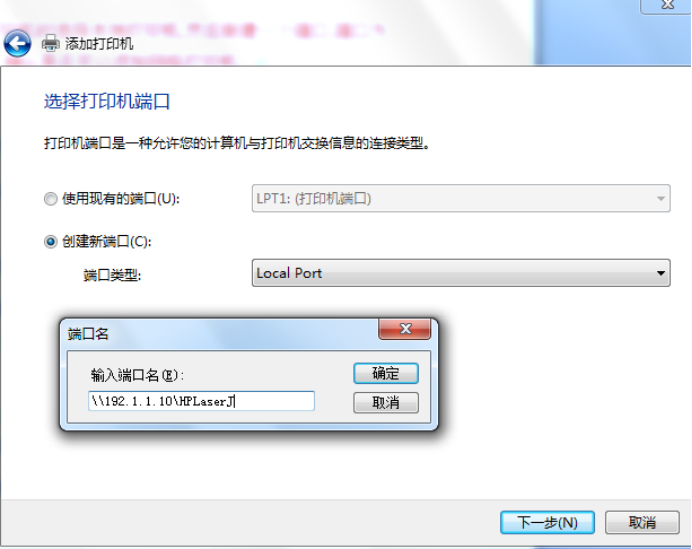 添加打印机
选择打印机端口
打印机端口是一种允许您的计算机与打印机交换信息的连接类型。
使用现有的端口(U):
LPT1: (打印机端口)
创建新端口(C):
端口类型:
Local Port
端口名
输入端口名(E):
确定
\\192.1.1.10\HPLaserJ
取消
下一步(N)
取消